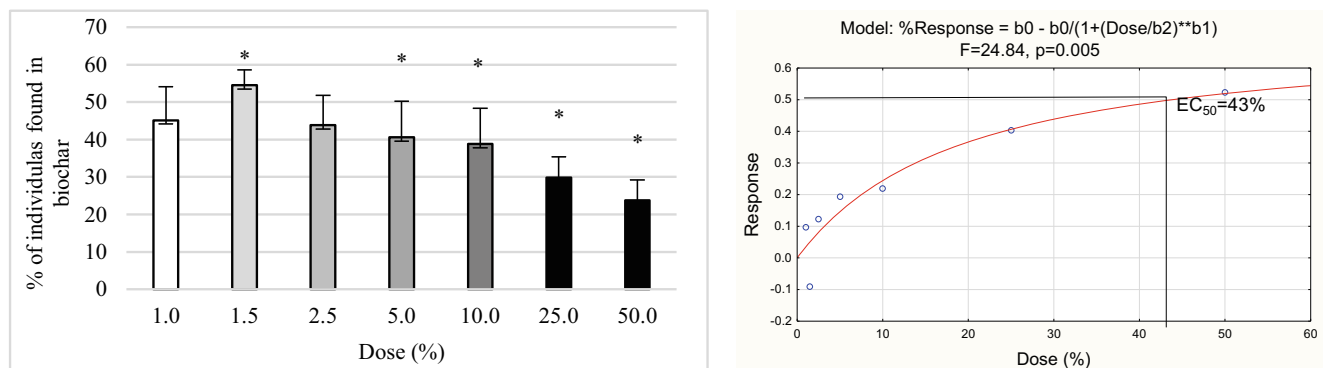 70
60
50
40
30
20
10
0
% of individulas found in
biochar
* * * * *
1.0 1.5 2.5 5.0 10.0 25.0 50.0
Dose (%)
Model: %Response = b0 - b0/(1+(Dose/b2)**b1)
F=24.84, p=0.005
0.6
0.5
0.4
0.3
0.2
0.1
0.0
-0.1
-0.2
Response
EC50=43%
0 10 20 30 40 50 60
Dose (%)